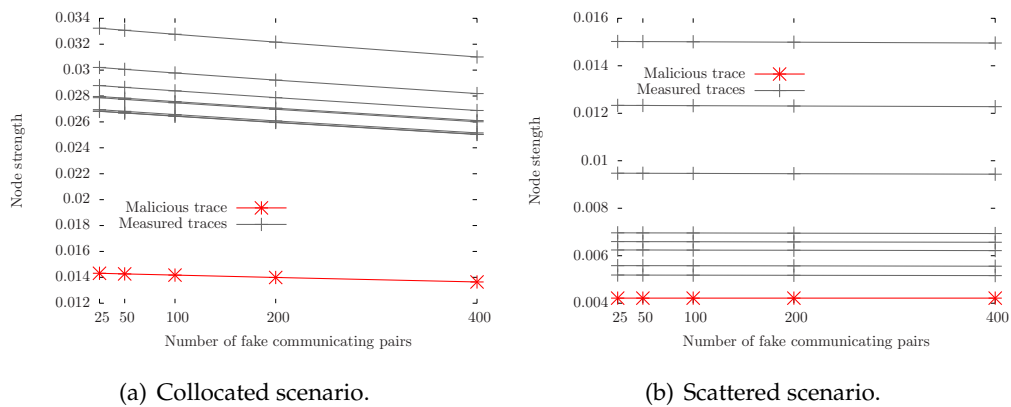 0.034
0.032
0.03
0.028
0.026
0.024
0.022
0.02
0.018
0.016
0.014
0.012
25
50
100
200
400
Node strength
Number of fake communicating pairs
Malicious trace
Measured traces
(a) Collocated scenario.
0.016
0.014
0.012
0.01
0.008
0.006
0.004
25
50
100
200
400
Node stength
Number of fake communicating pairs
Malicious trace
Measured traces
(b) Scattered scenario.